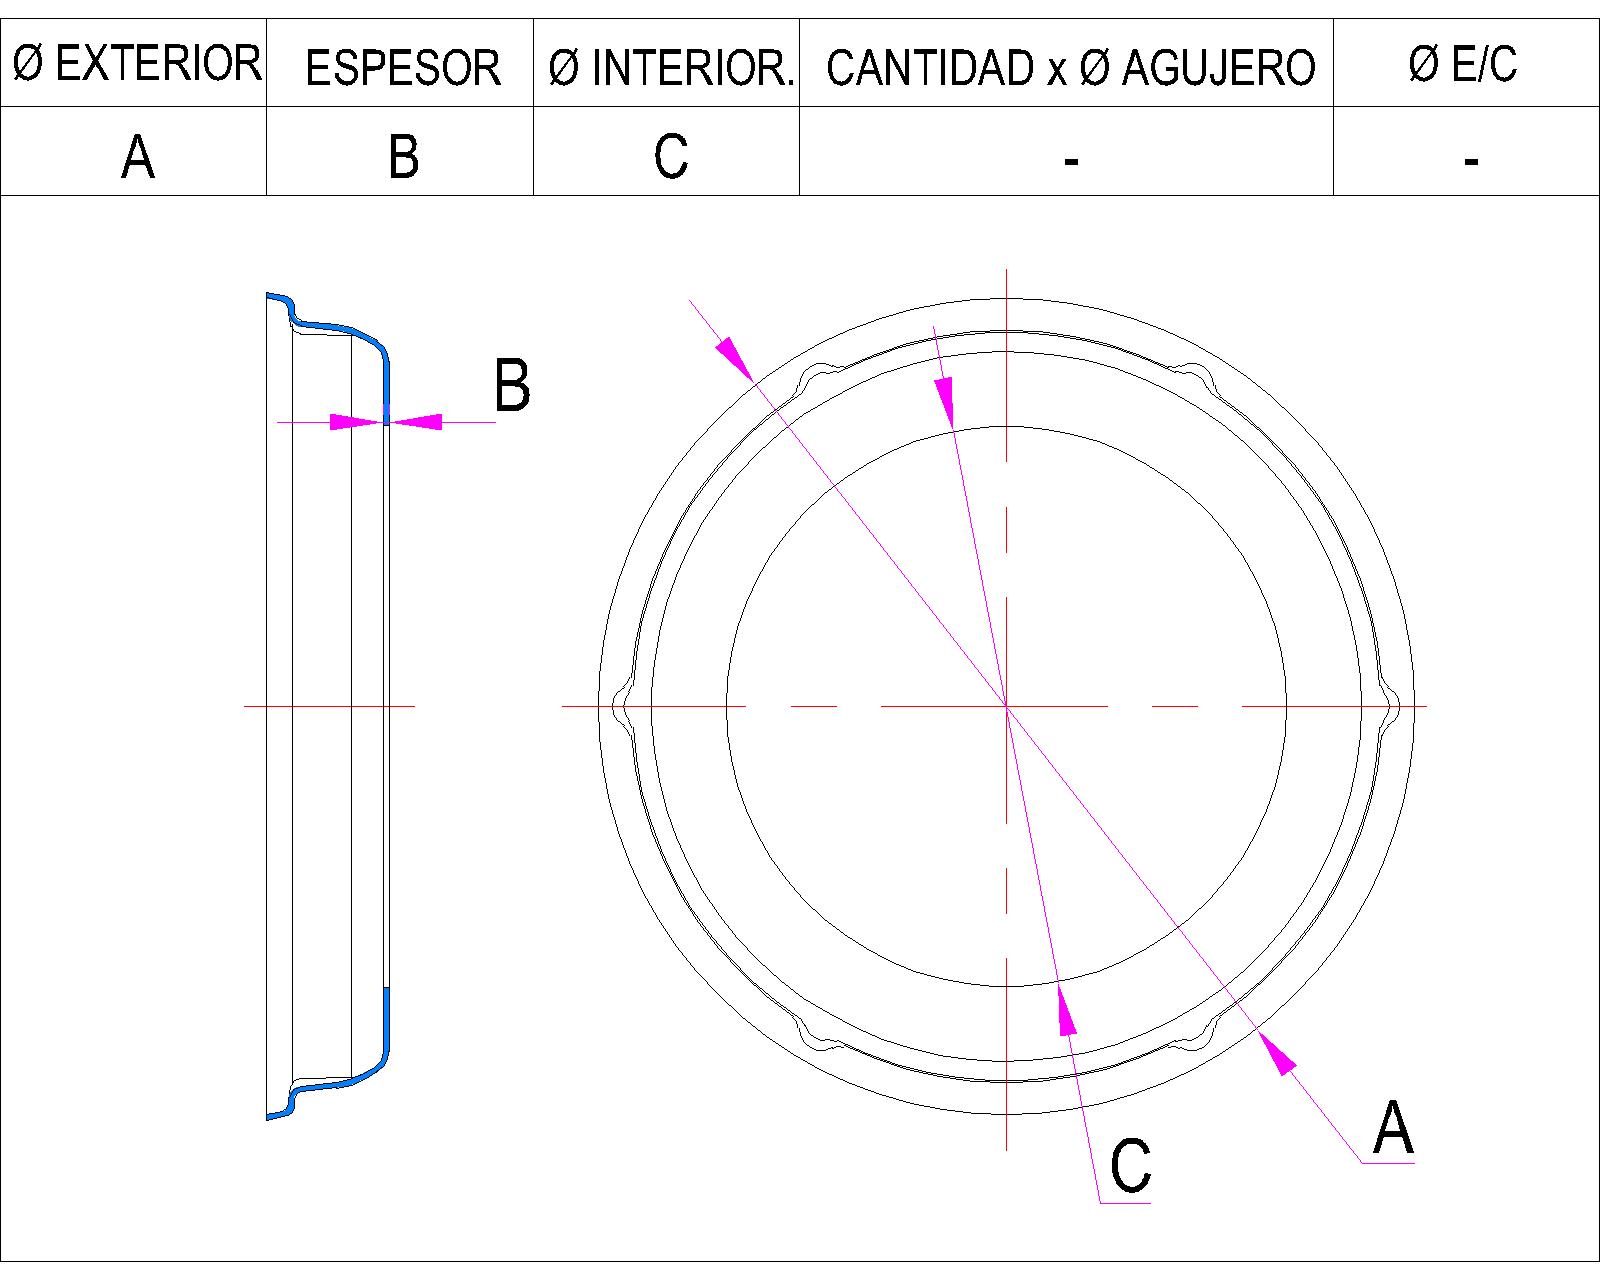 Ø EXTERIOR ESPESOR Ø INTERIOR. CANTIDAD x Ø AGUJERO Ø E/C
A B C - -
B
A
C